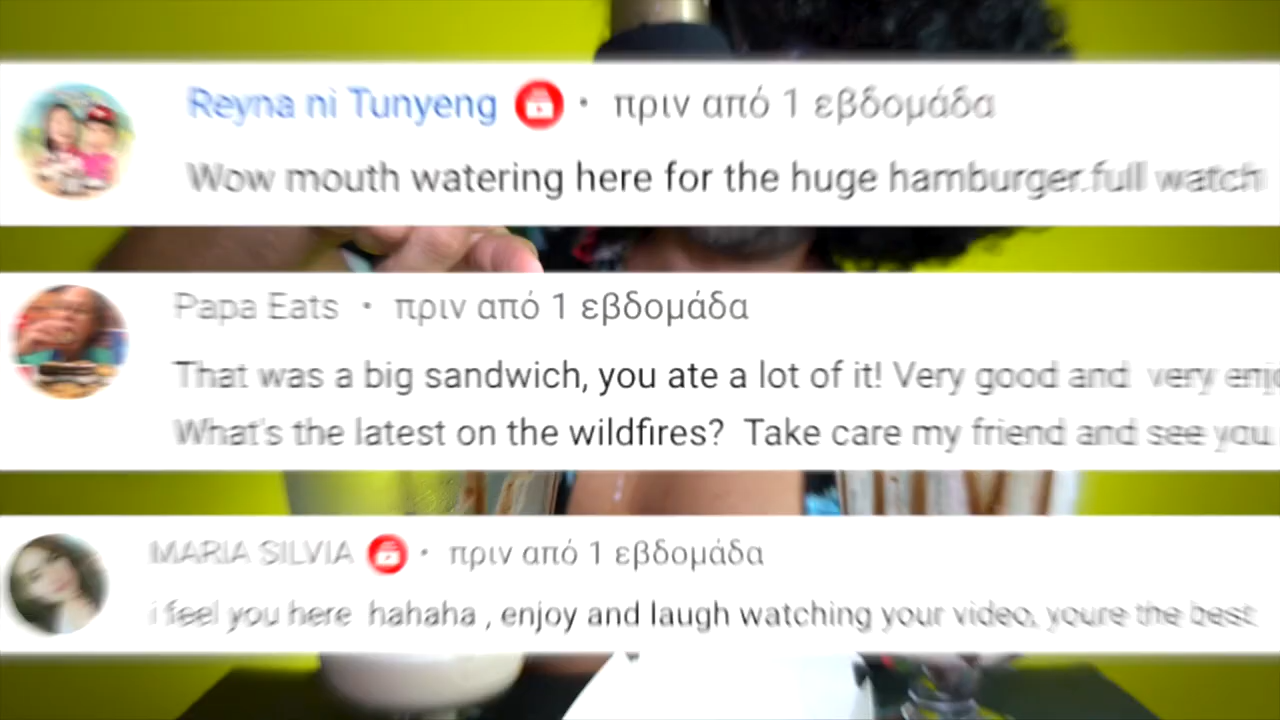 Reyna ni Tunyeng • πριν από 1 εβδομάδα
Wow mouth watering here for the huge hamburger.full watch
Papa Eats • πριν από 1 εβδομάδα
That was a big sandwich, you ate a lot of it! Very good and very
What's the latest on the wildfires? Take care my friend and see you
MARIA SILVIA • πριν από 1 εβδομάδα
i feel you here hahaha , enjoy and laugh watching your video, youre the best